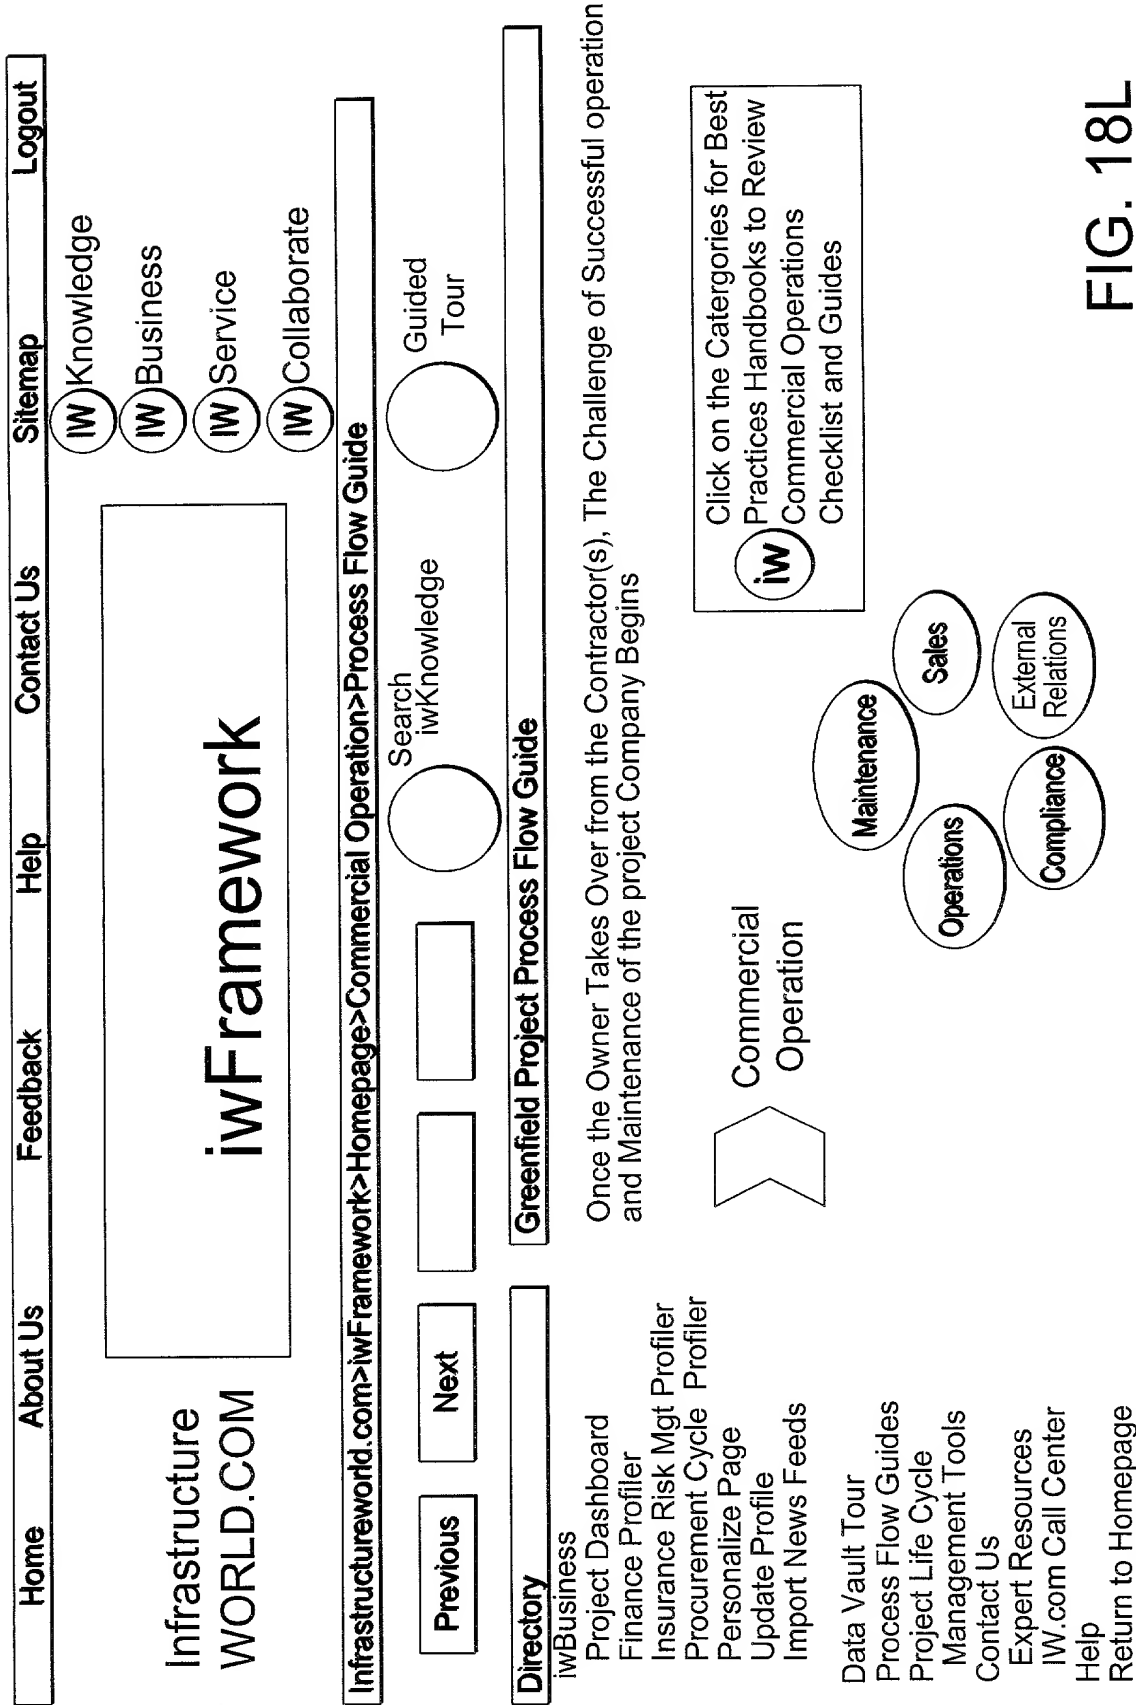 Home About Us Feedback Help Contact Us Sitemap Logout
Infrastructure
WORLD.COM
iwFramework
IW Knowledge
IW Business
IW Service
IW Collaborate
Infrastructureworld.com>iwFramework>Homepage>Commercial Operation>Process Flow Guide
Previous
Next
Search
iwKnowledge
Guided
Tour
Directory
iwBusiness
Project Dashboard
Finance Profiler
Insurance Risk Mgt Profiler
Procurement Cycle Profiler
Personalize Page
Update Profile
Import News Feeds
Data Vault Tour
Process Flow Guides
Project Life Cycle
Management Tools
Contact Us
Expert Resources
IW.com Call Center
Help
Return to Homepage
Greenfield Project Process Flow Guide
Once the Owner Takes Over from the Contractor(s), The Challenge of Successful operation
and Maintenance of the project Company Begins
Commercial
Operation
iw
Click on the Catergories for Best
Practices Handbooks to Review
Commercial Operations
Checklist and Guides
Maintenance
Operations
Sales
Compliance
External
Relations
FIG. 18L